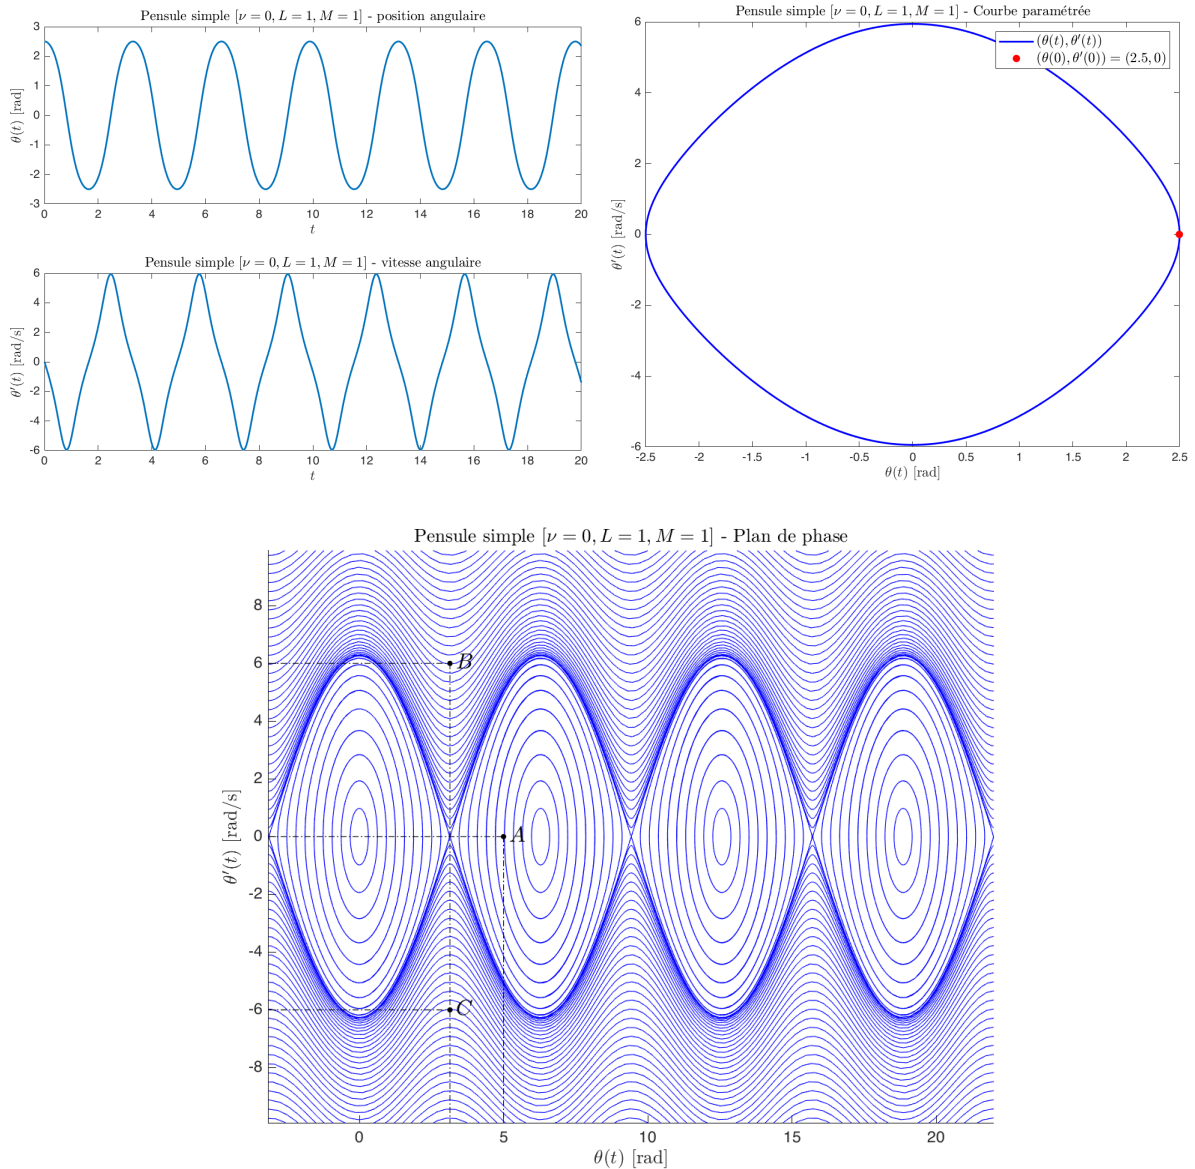 Pensule simple [ν = 0, L = 1, M = 1] - position angulaire
3
2
1
0
-1
-2
-3
θ(t) [rad]
0 2 4 6 8 10 12 14 16 18 20
t
Pensule simple [ν = 0, L = 1, M = 1] - vitesse angulaire
6
4
2
0
-2
-4
-6
θ′(t) [rad/s]
0 2 4 6 8 10 12 14 16 18 20
t
Pensule simple [ν = 0, L = 1, M = 1] - Courbe paramétrée
(θ(t), θ′(t))
(θ(0), θ′(0)) = (2.5, 0)
6
4
2
0
-2
-4
-6
θ′(t) [rad/s]
-2.5 -2 -1.5 -1 -0.5 0 0.5 1 1.5 2 2.5
θ(t) [rad]
Pensule simple [ν = 0, L = 1, M = 1] - Plan de phase
8
6
4
2
0
-2
-4
-6
-8
θ′(t) [rad/s]
B
A
C
0 5 10 15 20
θ(t) [rad]